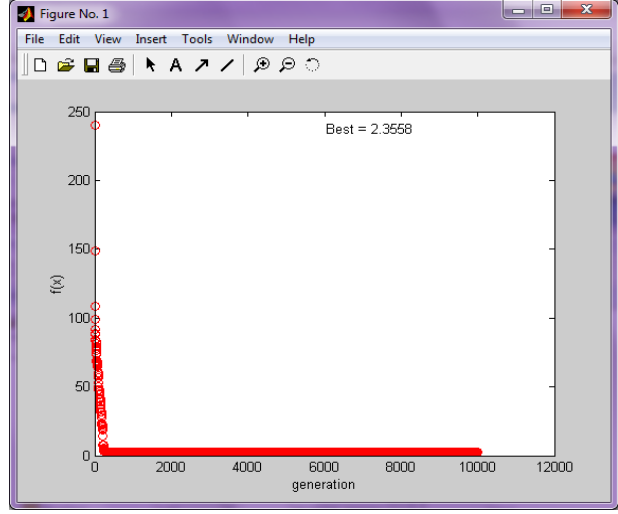 Figure No. 1
File Edit View Insert Tools Window Help
A
Best = 2.3558
250
200
150
100
50
0
f(x)
0 2000 4000 6000 8000 10000 12000
generation